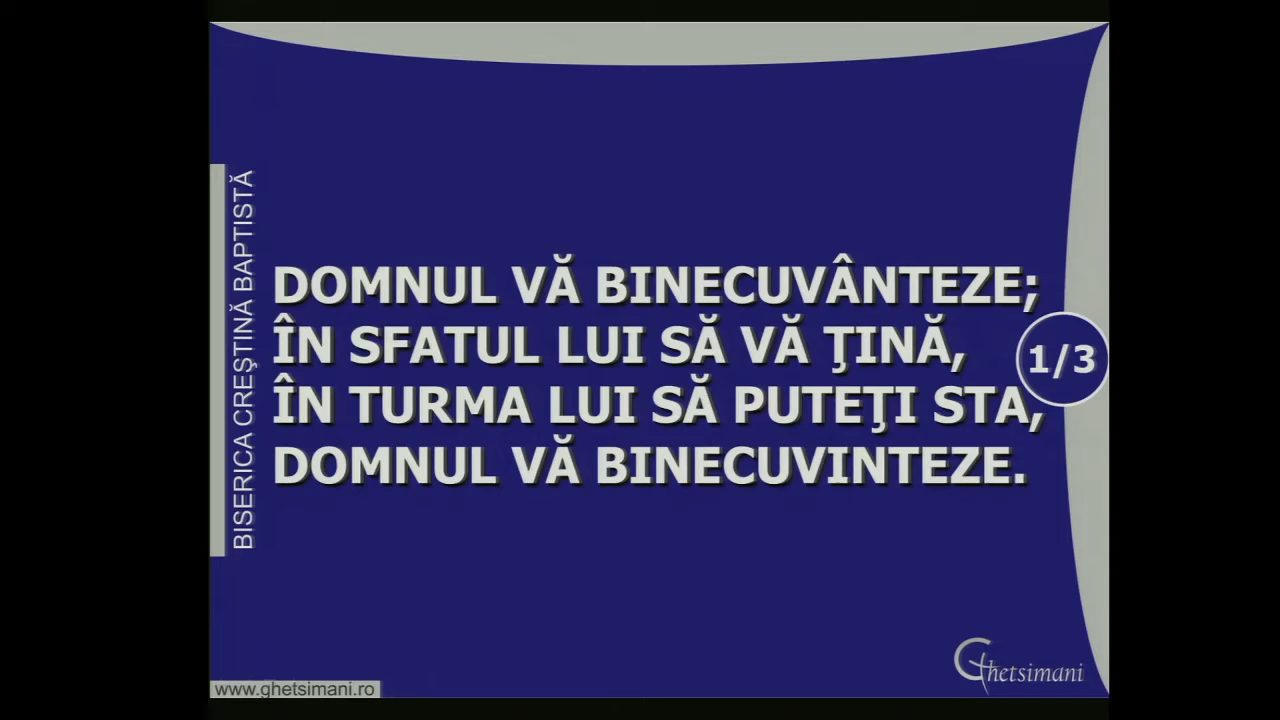 DOMNUL VĂ BINECUVÂNTEZE;
ÎN SFATUL LUI SĂ VĂ ŢINĂ,
ÎN TURMA LUI SĂ PUTEŢI STA,
DOMNUL VĂ BINECUVINTEZE.
1/3
BISERICA CREŞTINĂ BAPTISTĂ
Ghetsimani
www.ghetsimani.ro